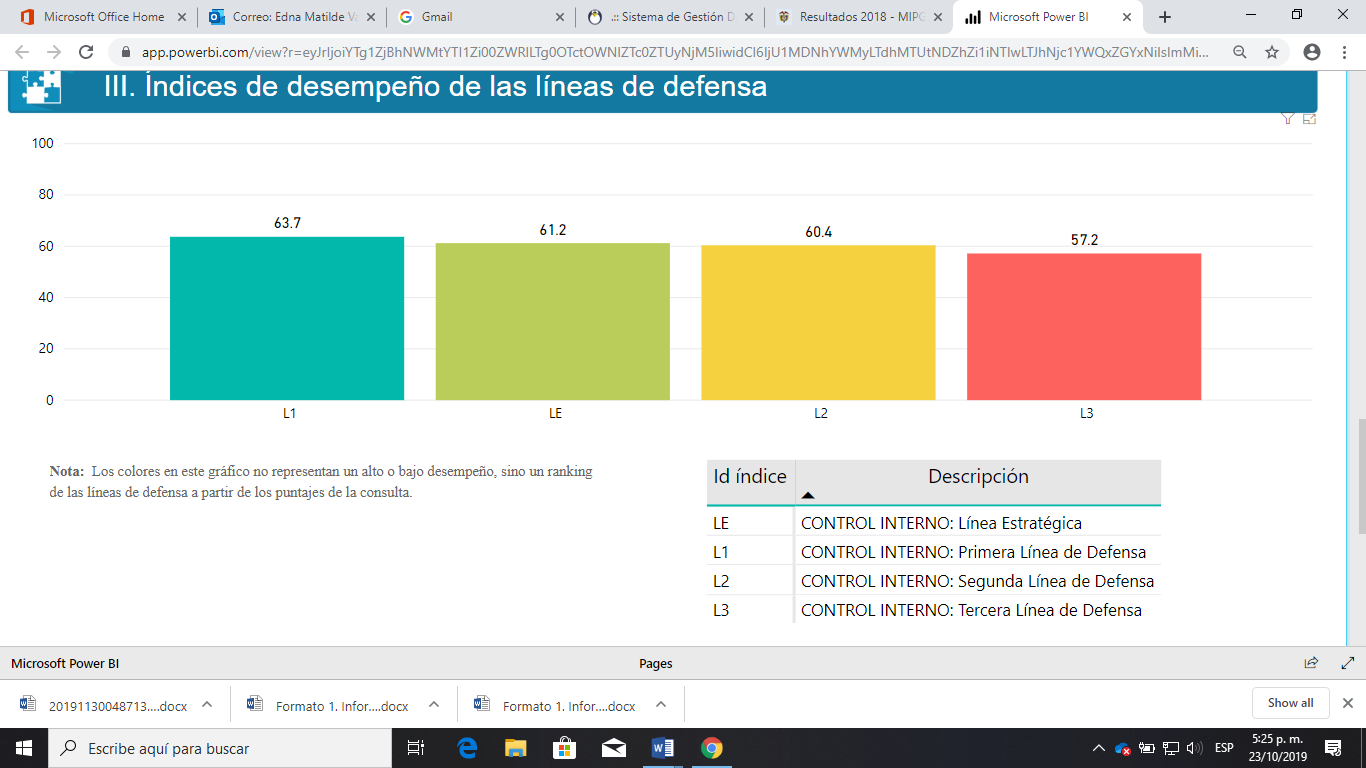 Microsoft Office Home
Correo: Edna Matilde Va
Gmail
.:: Sistema de Gestión D
Resultados 2018 - MIPG
Microsoft Power BI
III. Índices de desempeño de las líneas de defensa
100
80
60
40
20
0
63.7
61.2
60.4
57.2
L1
LE
L2
L3
Nota: Los colores en este gráfico no representan un alto o bajo desempeño, sino un ranking
de las líneas de defensa a partir de los puntajes de la consulta.
Id índice Descripción
LE CONTROL INTERNO: Línea Estratégica
L1 CONTROL INTERNO: Primera Línea de Defensa
L2 CONTROL INTERNO: Segunda Línea de Defensa
L3 CONTROL INTERNO: Tercera Línea de Defensa
Microsoft Power BI
Pages
20191130048713....docx
Formato 1. Infor....docx
Formato 1. Infor....docx
Show all
Escribe aquí para buscar
ESP
5:25 p. m.
23/10/2019